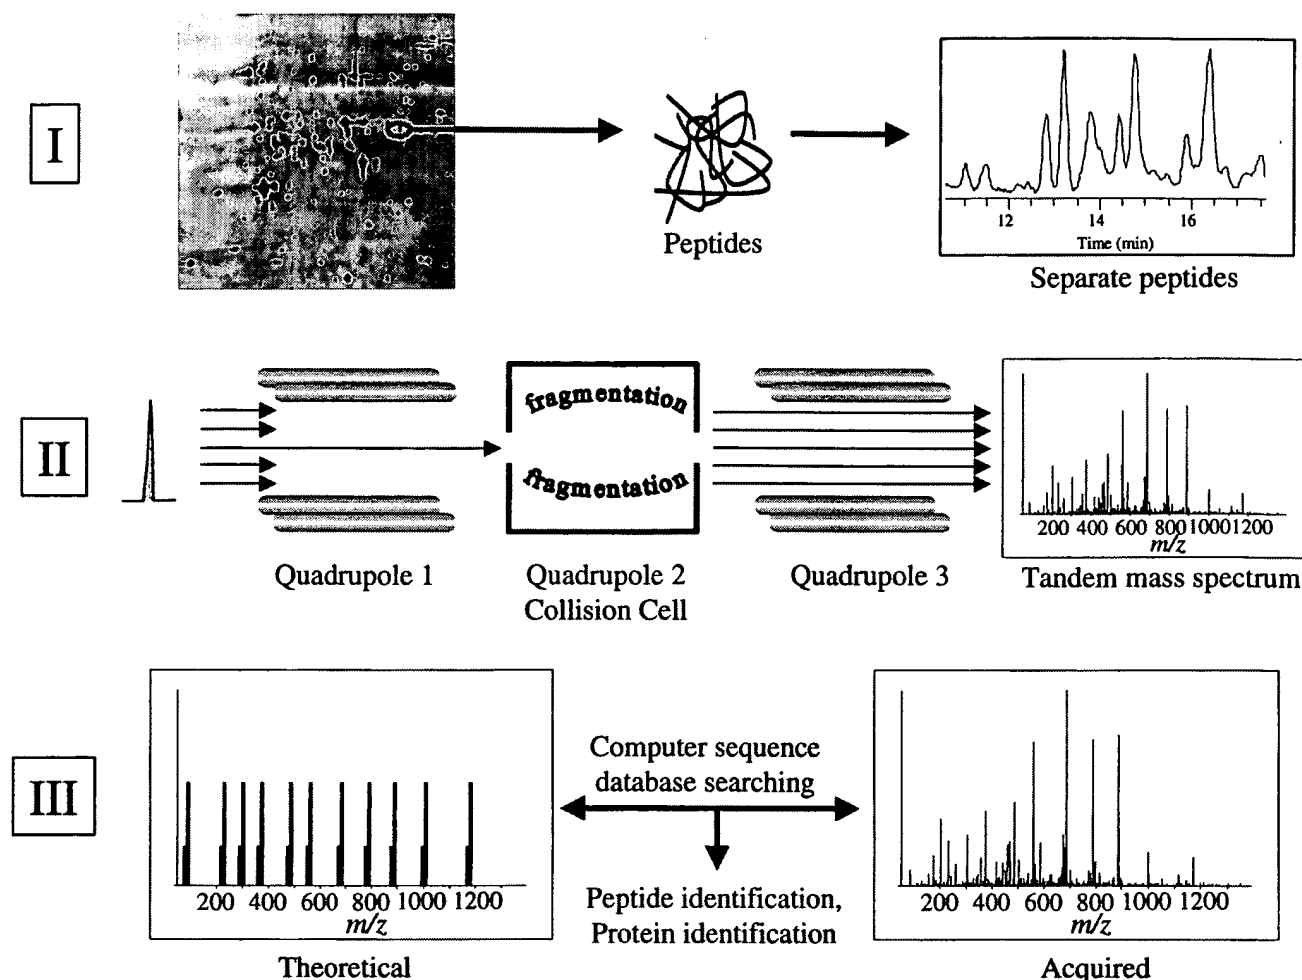 I
Peptides
12 14 16
Time (min)
Separate peptides
II
fragmentation
fragmentation
Quadrupole 1
Quadrupole 2
Collision Cell
Quadrupole 3
200 400 600 800 1000 1200
m/z
Tandem mass spectrum
III
200 400 600 800 1000 1200
m/z
Theoretical
Computer sequence
database searching
Peptide identification,
Protein identification
200 400 600 800 1000 1200
m/z
Acquired